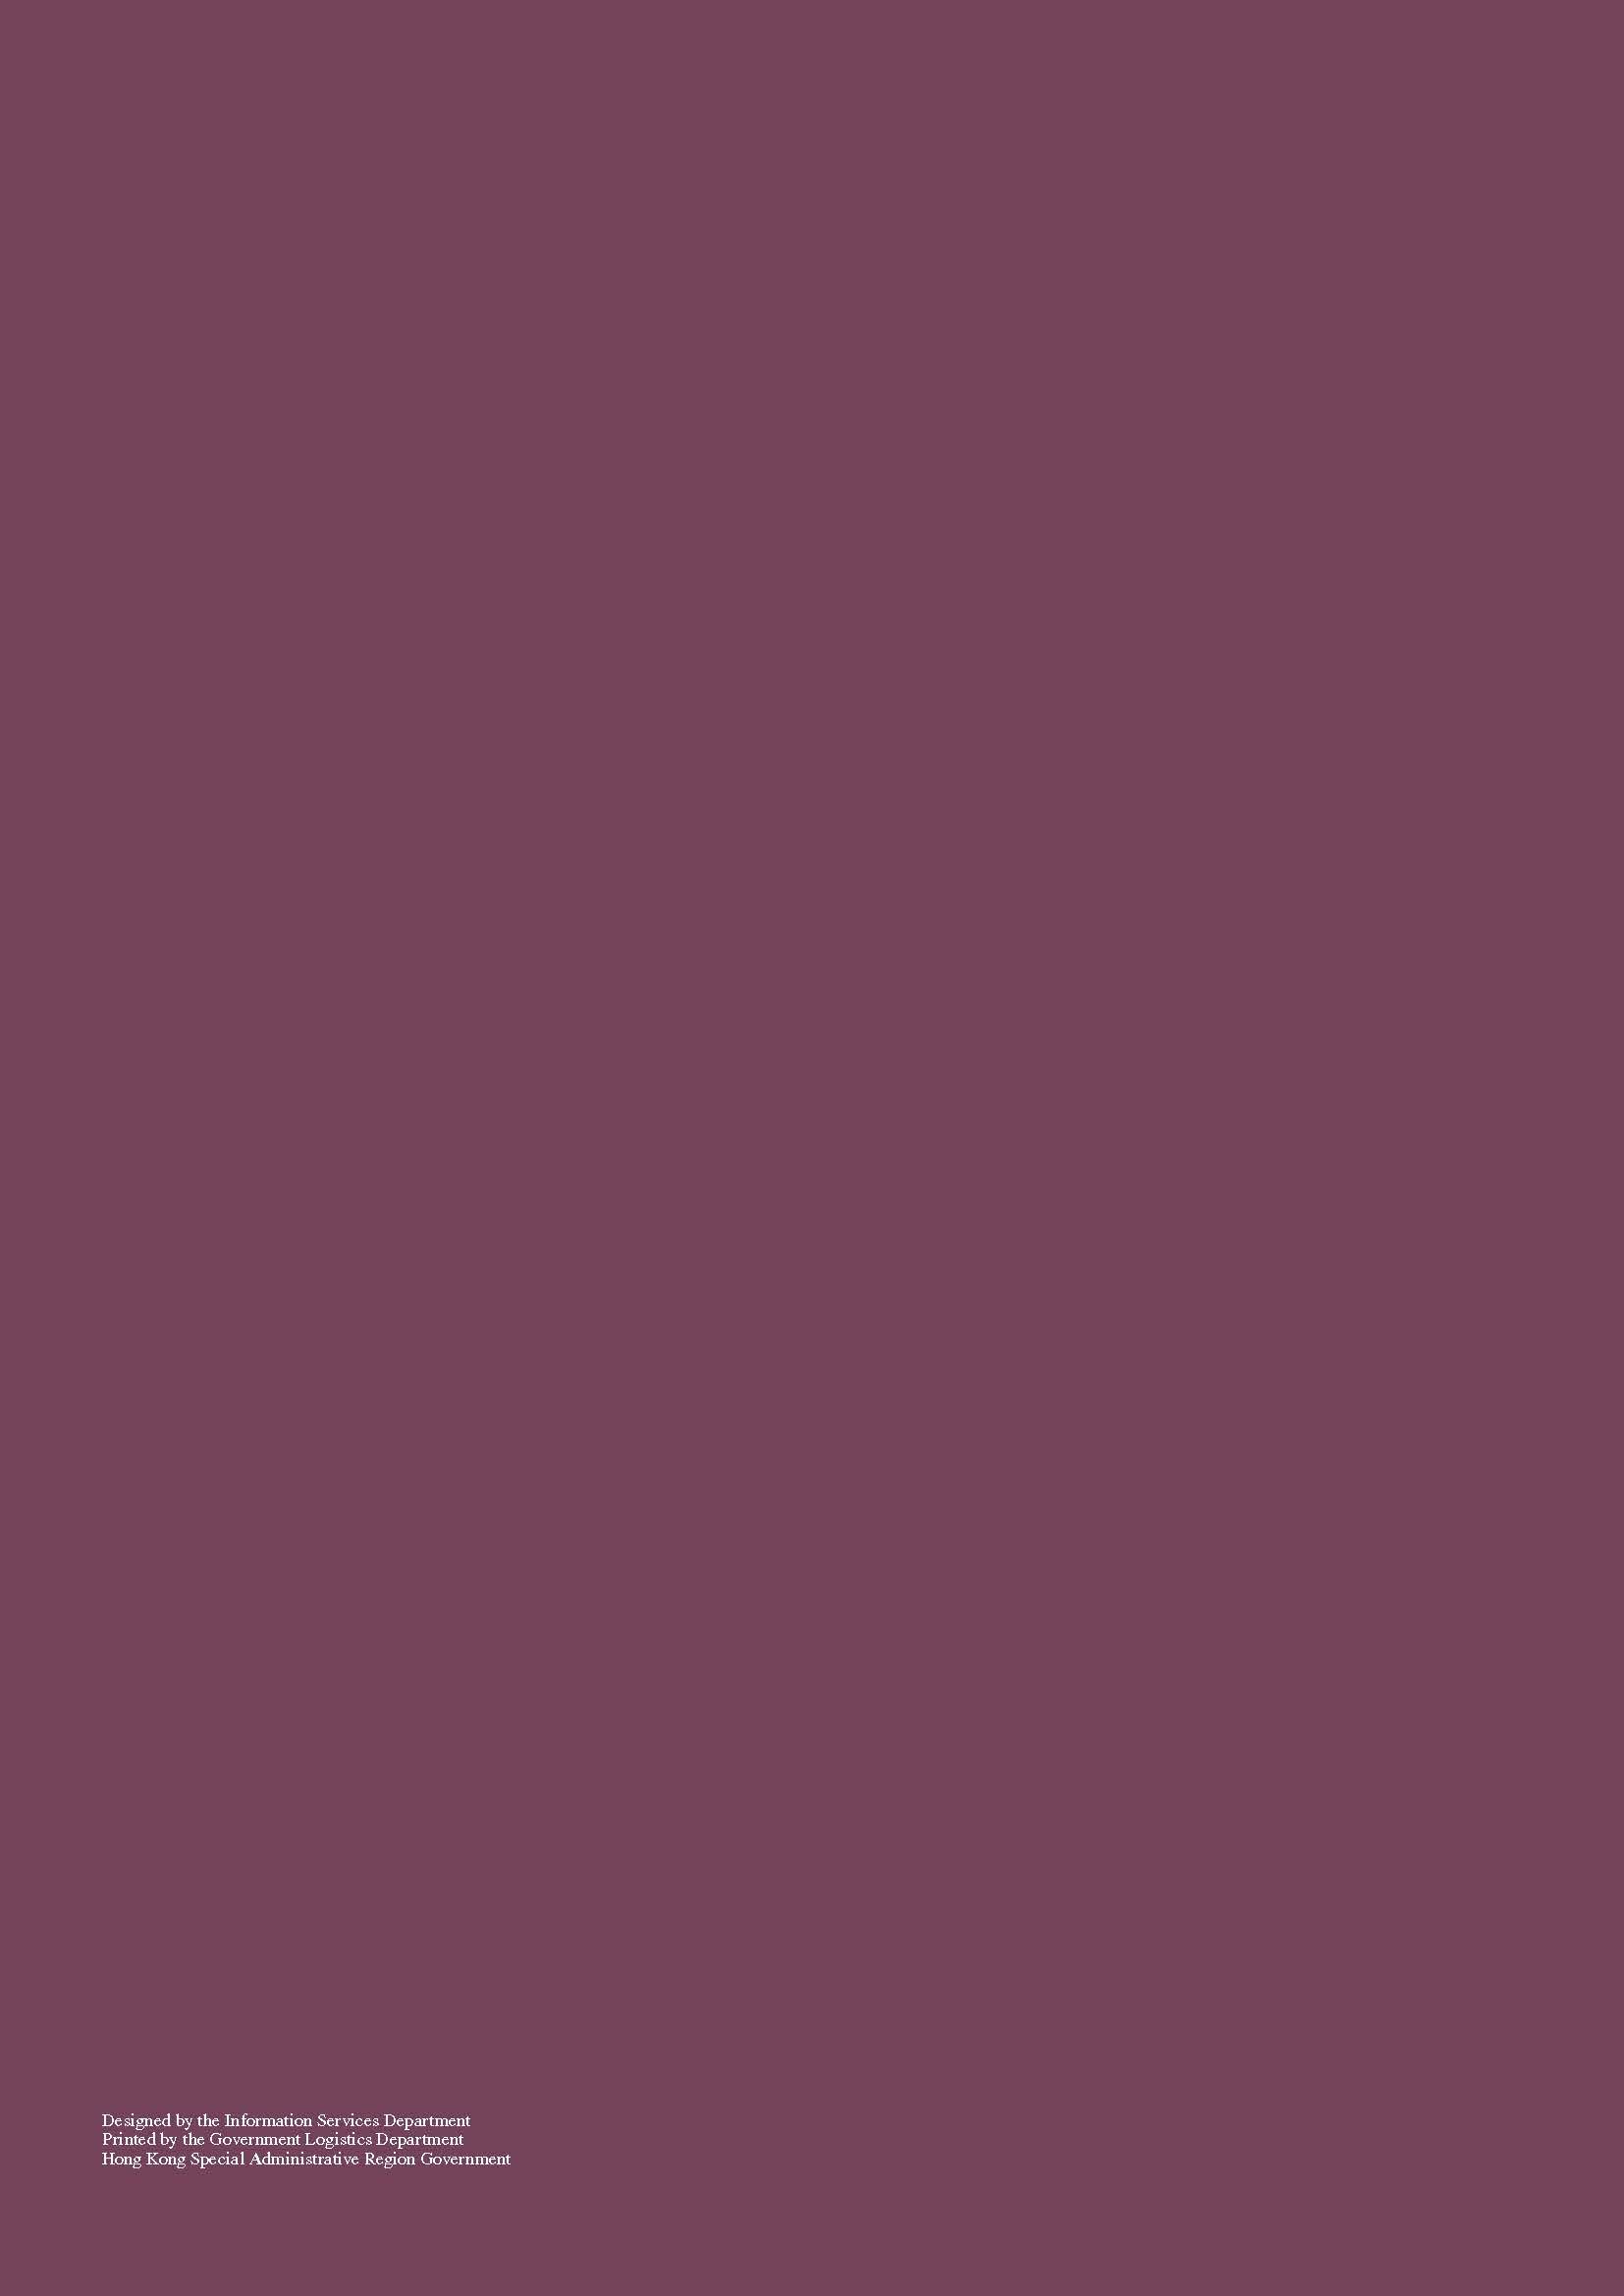 Designed by the Information Services Department
Printed by the Government Logistics Department
Hong Kong Special Administrative Region Government